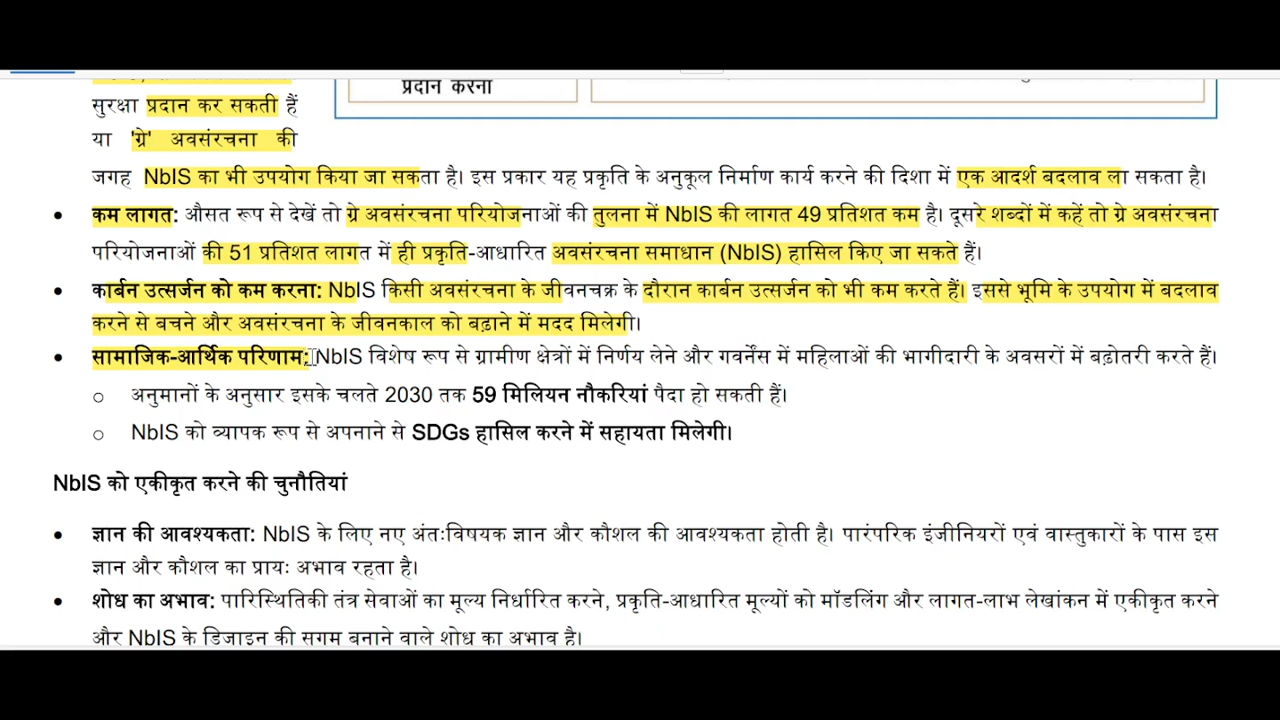 प्रदान करना
सुरक्षा प्रदान कर सकती हैं
या 'ग्रे' अवसंरचना की
जगह NbIS का भी उपयोग किया जा सकता है। इस प्रकार यह प्रकृति के अनुकूल निर्माण कार्य करने की दिशा में एक आदर्श बदलाव ला सकता है।
• कम लागत: औसत रूप से देखें तो ग्रे अवसंरचना परियोजनाओं की तुलना में NbIS की लागत 49 प्रतिशत कम है। दूसरे शब्दों में कहें तो ग्रे अवसंरचना
परियोजनाओं की 51 प्रतिशत लागत में ही प्रकृति-आधारित अवसंरचना समाधान (NbIS) हासिल किए जा सकते हैं।
• कार्बन उत्सर्जन को कम करना: NbIS किसी अवसंरचना के जीवनचक्र के दौरान कार्बन उत्सर्जन को भी कम करते हैं। इससे भूमि के उपयोग में बदलाव
करने से बचने और अवसंरचना के जीवनकाल को बढ़ाने में मदद मिलेगी।
• सामाजिक-आर्थिक परिणाम: NbIS विशेष रूप से ग्रामीण क्षेत्रों में निर्णय लेने और गवर्नेंस में महिलाओं की भागीदारी के अवसरों में बढ़ोतरी करते हैं।
○ अनुमानों के अनुसार इसके चलते 2030 तक 59 मिलियन नौकरियां पैदा हो सकती हैं।
○ NbIS को व्यापक रूप से अपनाने से SDGs हासिल करने में सहायता मिलेगी।
NbIS को एकीकृत करने की चुनौतियां
• ज्ञान की आवश्यकता: NbIS के लिए नए अंतःविषयक ज्ञान और कौशल की आवश्यकता होती है। पारंपरिक इंजीनियरों एवं वास्तुकारों के पास इस
ज्ञान और कौशल का प्रायः अभाव रहता है।
• शोध का अभाव: पारिस्थितिकी तंत्र सेवाओं का मूल्य निर्धारित करने, प्रकृति-आधारित मूल्यों को मॉडलिंग और लागत-लाभ लेखांकन में एकीकृत करने
और NbIS के डिजाइन की सगम बनाने वाले शोध का अभाव है।